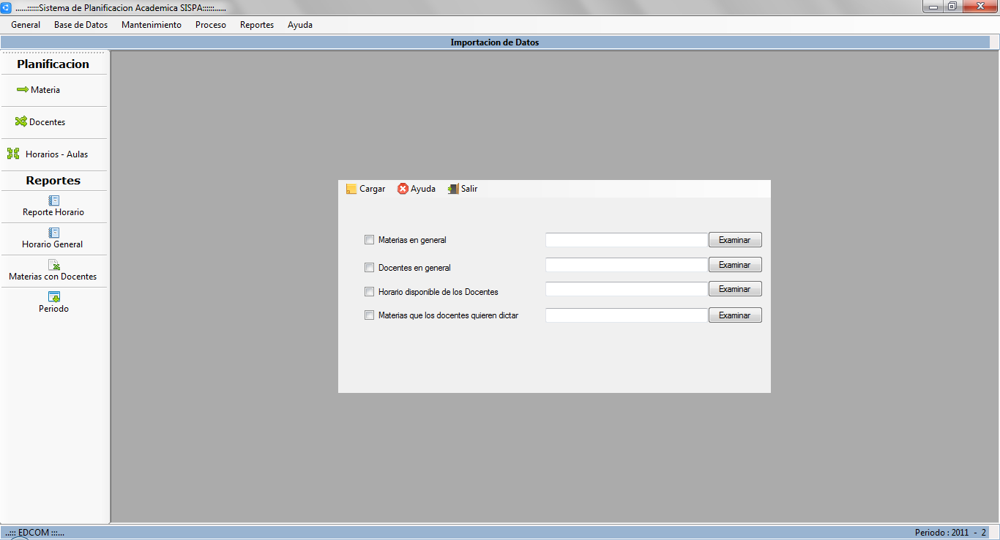 ......::::::Sistema de Planificacion Academica SISPA::::::......
General Base de Datos Mantenimiento Proceso Reportes Ayuda
Importacion de Datos
Planificacion
Materia
Docentes
Horarios - Aulas
Reportes
Reporte Horario
Horario General
Materias con Docentes
Periodo
Cargar Ayuda Salir
Materias en general Examinar
Docentes en general Examinar
Horario disponible de los Docentes Examinar
Materias que los docentes quieren dictar Examinar
..::: EDCOM :::... Periodo : 2011 - 2